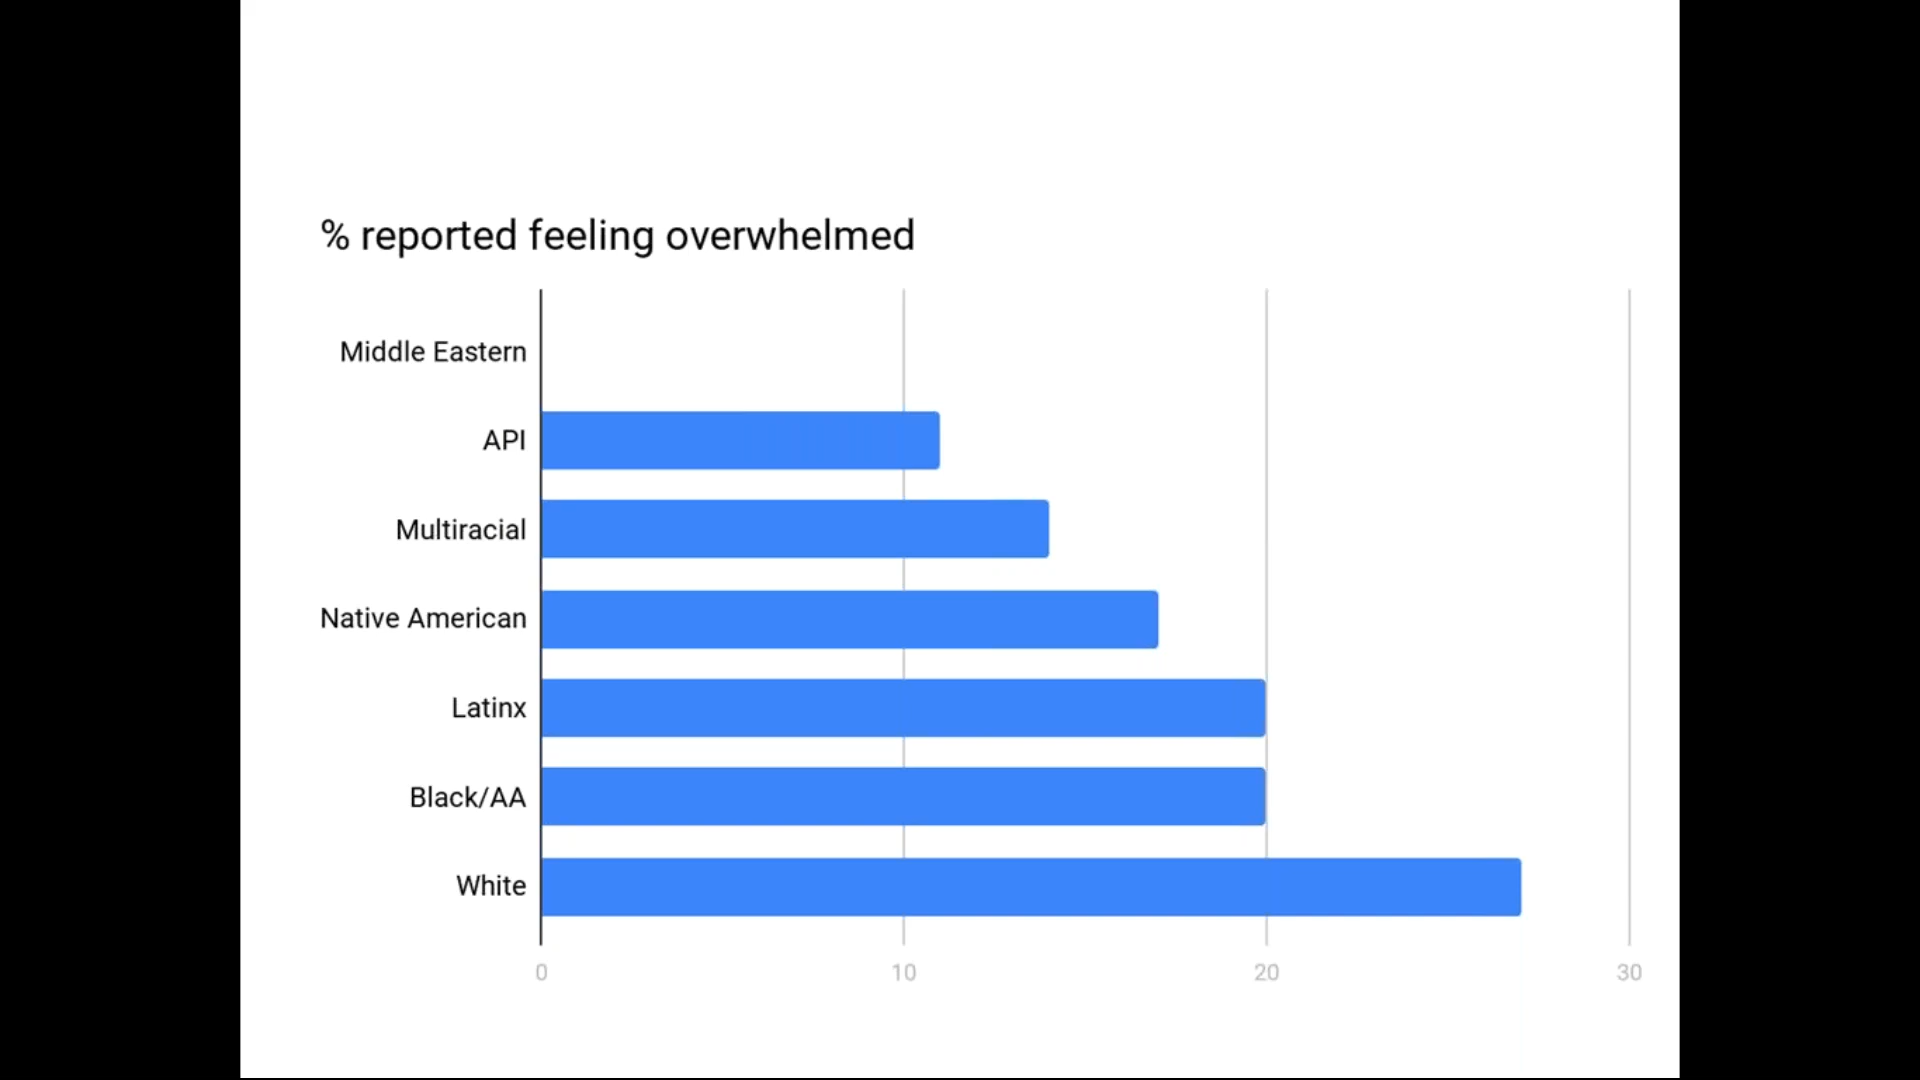 % reported feeling overwhelmed
Middle Eastern
API
Multiracial
Native American
Latinx
Black/AA
White
0 10 20 30